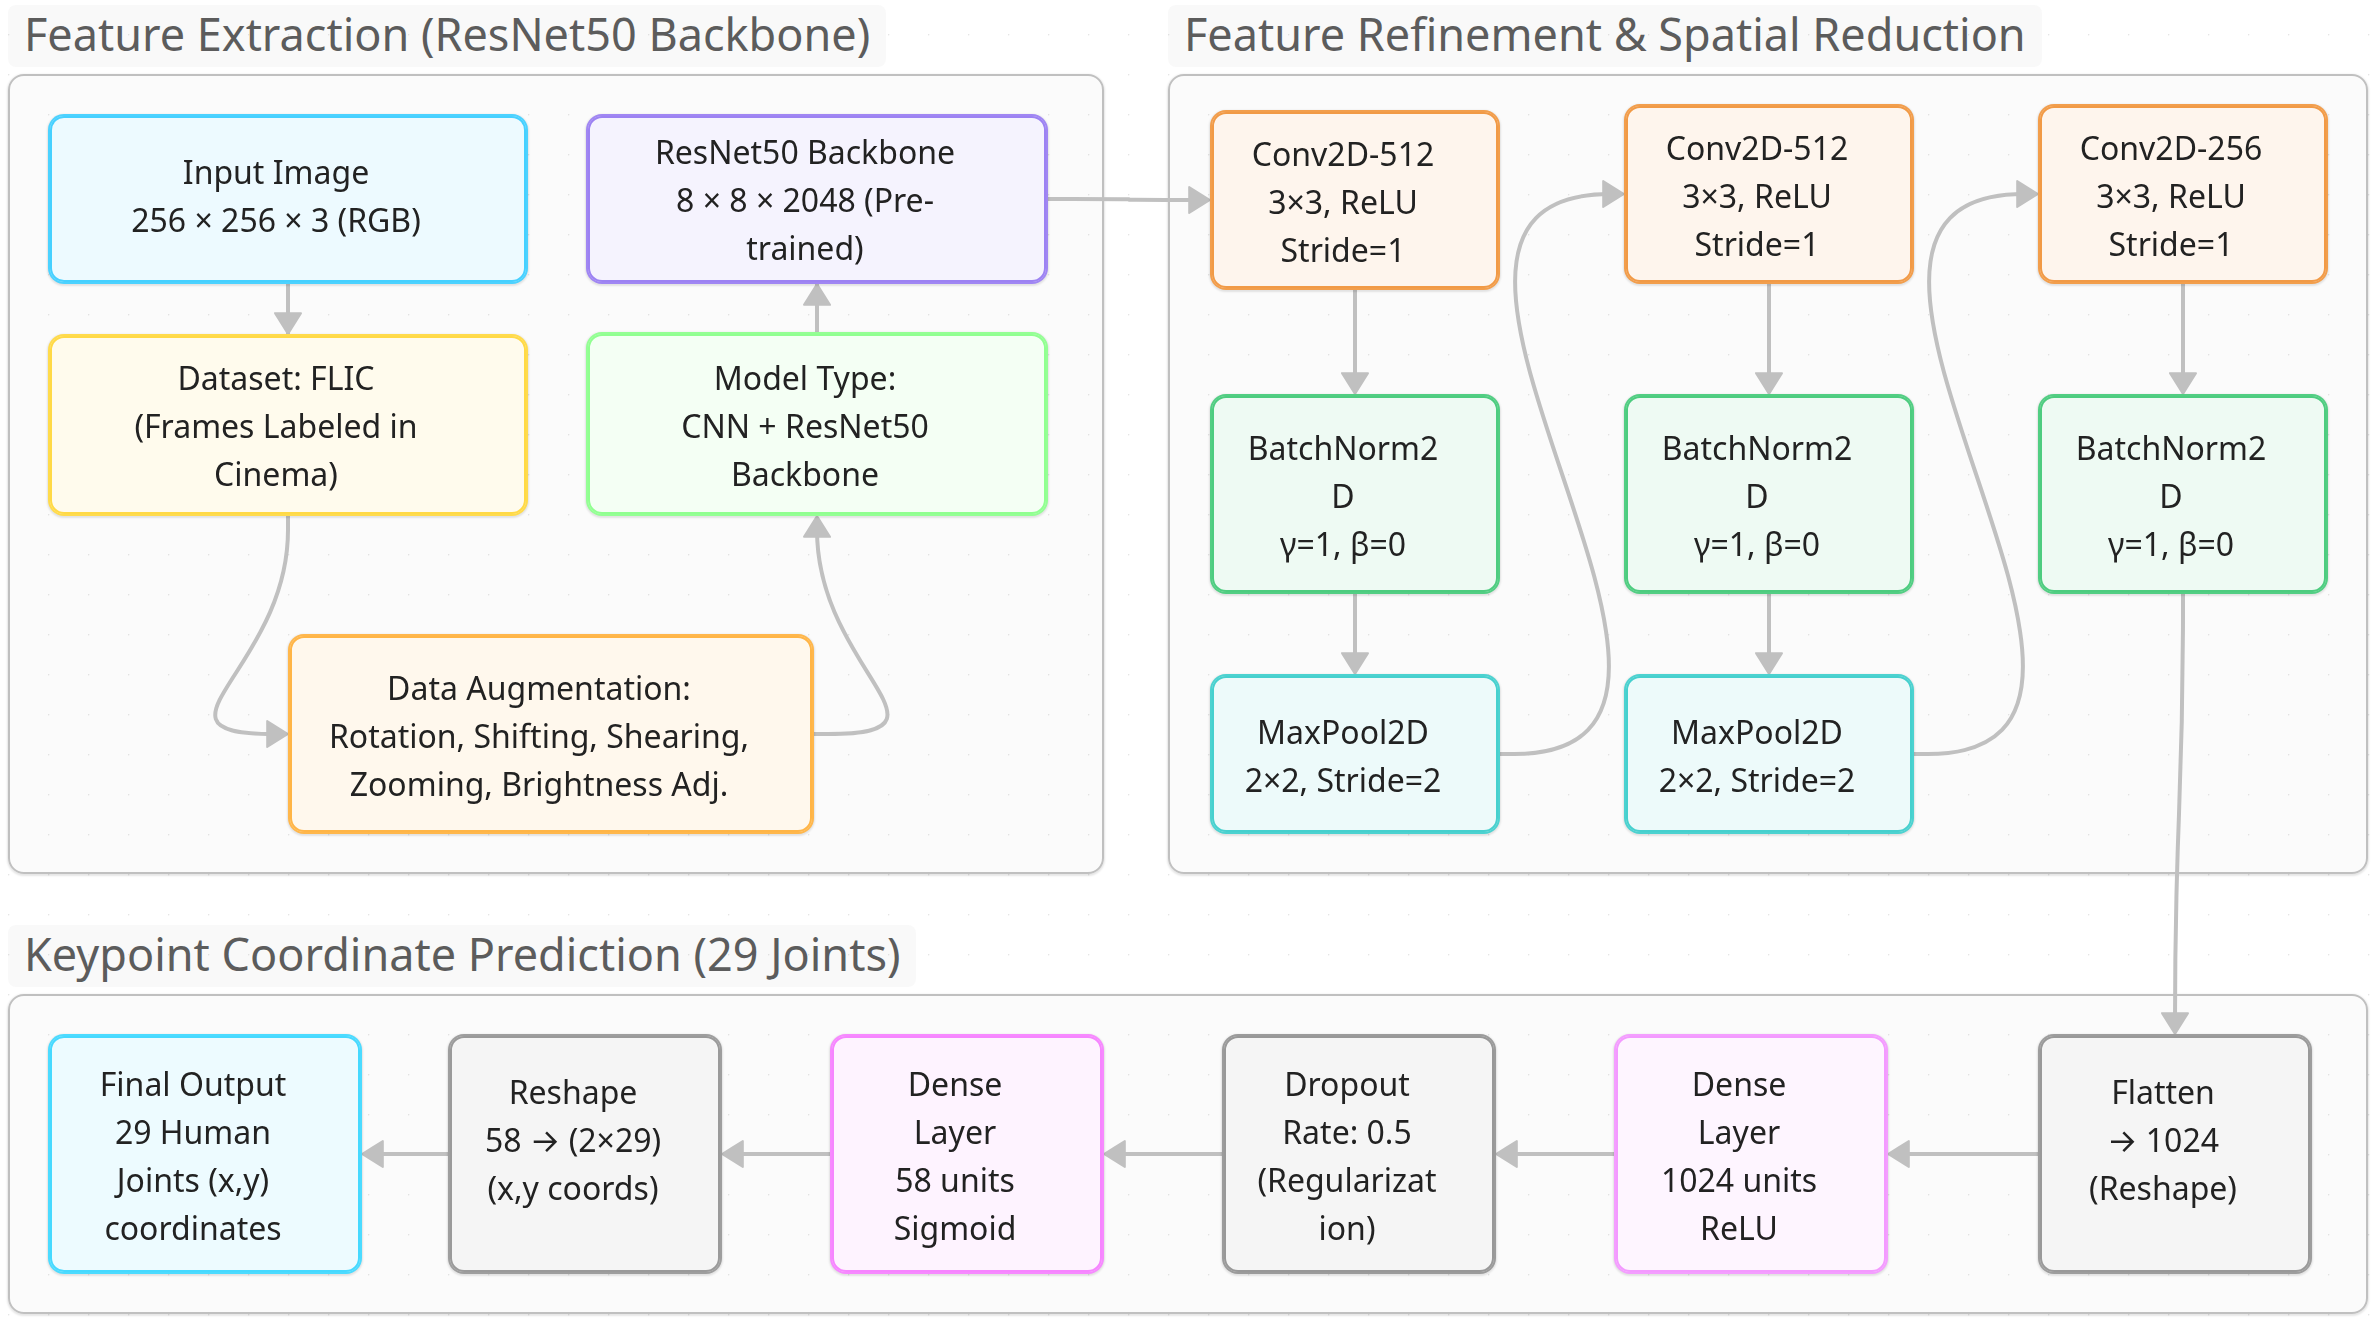 Feature Extraction (ResNet50 Backbone)
Input Image
256 × 256 × 3 (RGB)
Dataset: FLIC
(Frames Labeled in
Cinema)
Data Augmentation:
Rotation, Shifting, Shearing,
Zooming, Brightness Adj.
Model Type:
CNN + ResNet50
Backbone
ResNet50 Backbone
8 × 8 × 2048 (Pre-
trained)
Feature Refinement & Spatial Reduction
Conv2D-512
3×3, ReLU
Stride=1
BatchNorm2
D
γ=1, β=0
MaxPool2D
2×2, Stride=2
Conv2D-512
3×3, ReLU
Stride=1
BatchNorm2
D
γ=1, β=0
MaxPool2D
2×2, Stride=2
Conv2D-256
3×3, ReLU
Stride=1
BatchNorm2
D
γ=1, β=0
Keypoint Coordinate Prediction (29 Joints)
Flatten
→ 1024
(Reshape)
Dense
Layer
1024 units
ReLU
Dropout
Rate: 0.5
(Regularizat
ion)
Dense
Layer
58 units
Sigmoid
Reshape
58 → (2×29)
(x,y coords)
Final Output
29 Human
Joints (x,y)
coordinates